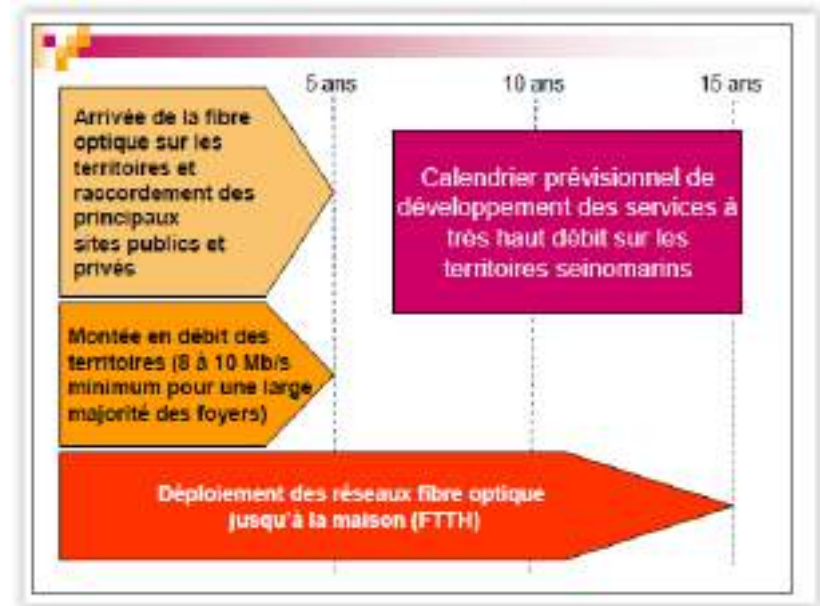 5 ans 10 ans 15 ans
Arrivée de la fibre
optique sur les
territoires et
raccordement des
principaux
sites publics et
privés
Calendrier prévisionnel de
développement des services à
très haut débit sur les
territoires seinomarins
Montée en débit des
territoires (8 à 10 Mb/s
minimum pour une large
majorité des foyers)
Déploiement des réseaux fibre optique
jusqu'à la maison (FTTH)